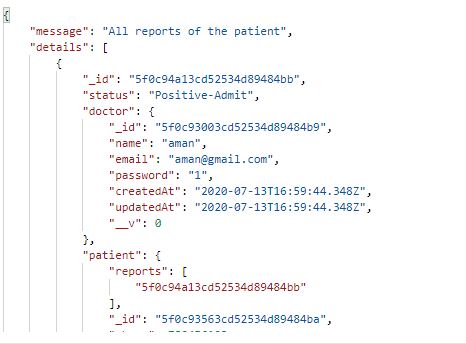 {
"message": "All reports of the patient",
"details": [
{
"_id": "5f0c94a13cd52534d89484bb",
"status": "Positive-Admit",
"doctor": {
"_id": "5f0c93003cd52534d89484b9",
"name": "aman",
"email": "aman@gmail.com",
"password": "1",
"createdAt": "2020-07-13T16:59:44.348Z",
"updatedAt": "2020-07-13T16:59:44.348Z",
"__v": 0
},
"patient": {
"reports": [
"5f0c94a13cd52534d89484bb"
],
"_id": "5f0c93563cd52534d89484ba",